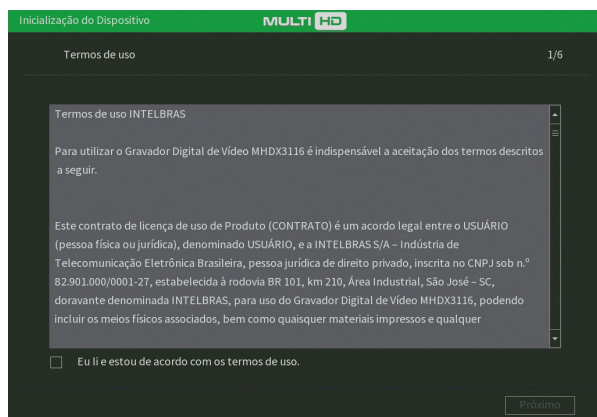 Inicialização do Dispositivo
MULTI HD
Termos de uso
1/6
Termos de uso INTELBRAS
Para utilizar o Gravador Digital de Vídeo MHDX3116 é indispensável a aceitação dos termos descritos
a seguir.
Este contrato de licença de uso de Produto (CONTRATO) é um acordo legal entre o USUÁRIO
(pessoa física ou jurídica), denominado USUÁRIO, e a INTELBRAS S/A – Indústria de
Telecomunicação Eletrônica Brasileira, pessoa jurídica de direito privado, inscrita no CNPJ sob n.º
82.901.000/0001-27, estabelecida à rodovia BR 101, km 210, Área Industrial, São José – SC,
doravante denominada INTELBRAS, para uso do Gravador Digital de Vídeo MHDX3116, podendo
incluir os meios físicos associados, bem como quaisquer materiais impressos e qualquer
Eu li e estou de acordo com os termos de uso.
Próximo